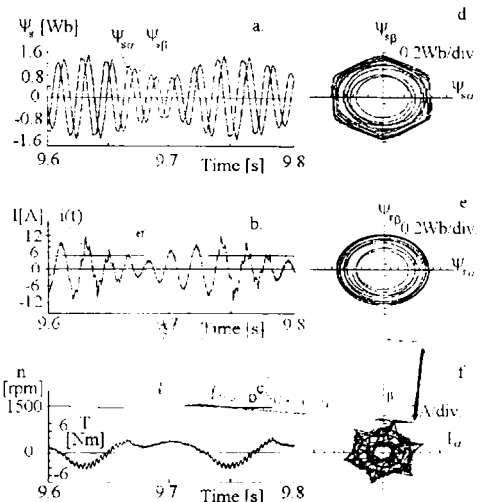 Ψs [Wb]
Ψsα Ψsβ
a.
1.6
0.8
0
-0.8
-1.6
9.6 9.7 Time [s] 9.8
d
Ψsβ
0.2Wb/div.
Ψsα
I[A] i(t)
b.
12
6
0
-6
-12
9.6 9.7 Time [s] 9.8
e
Ψrβ
0.2Wb/div.
Ψrα
n
[rpm]
1500
T
6
[Nm]
0
-6
9.6 9.7 Time [s] 9.8
f
β
A/div.
Iα